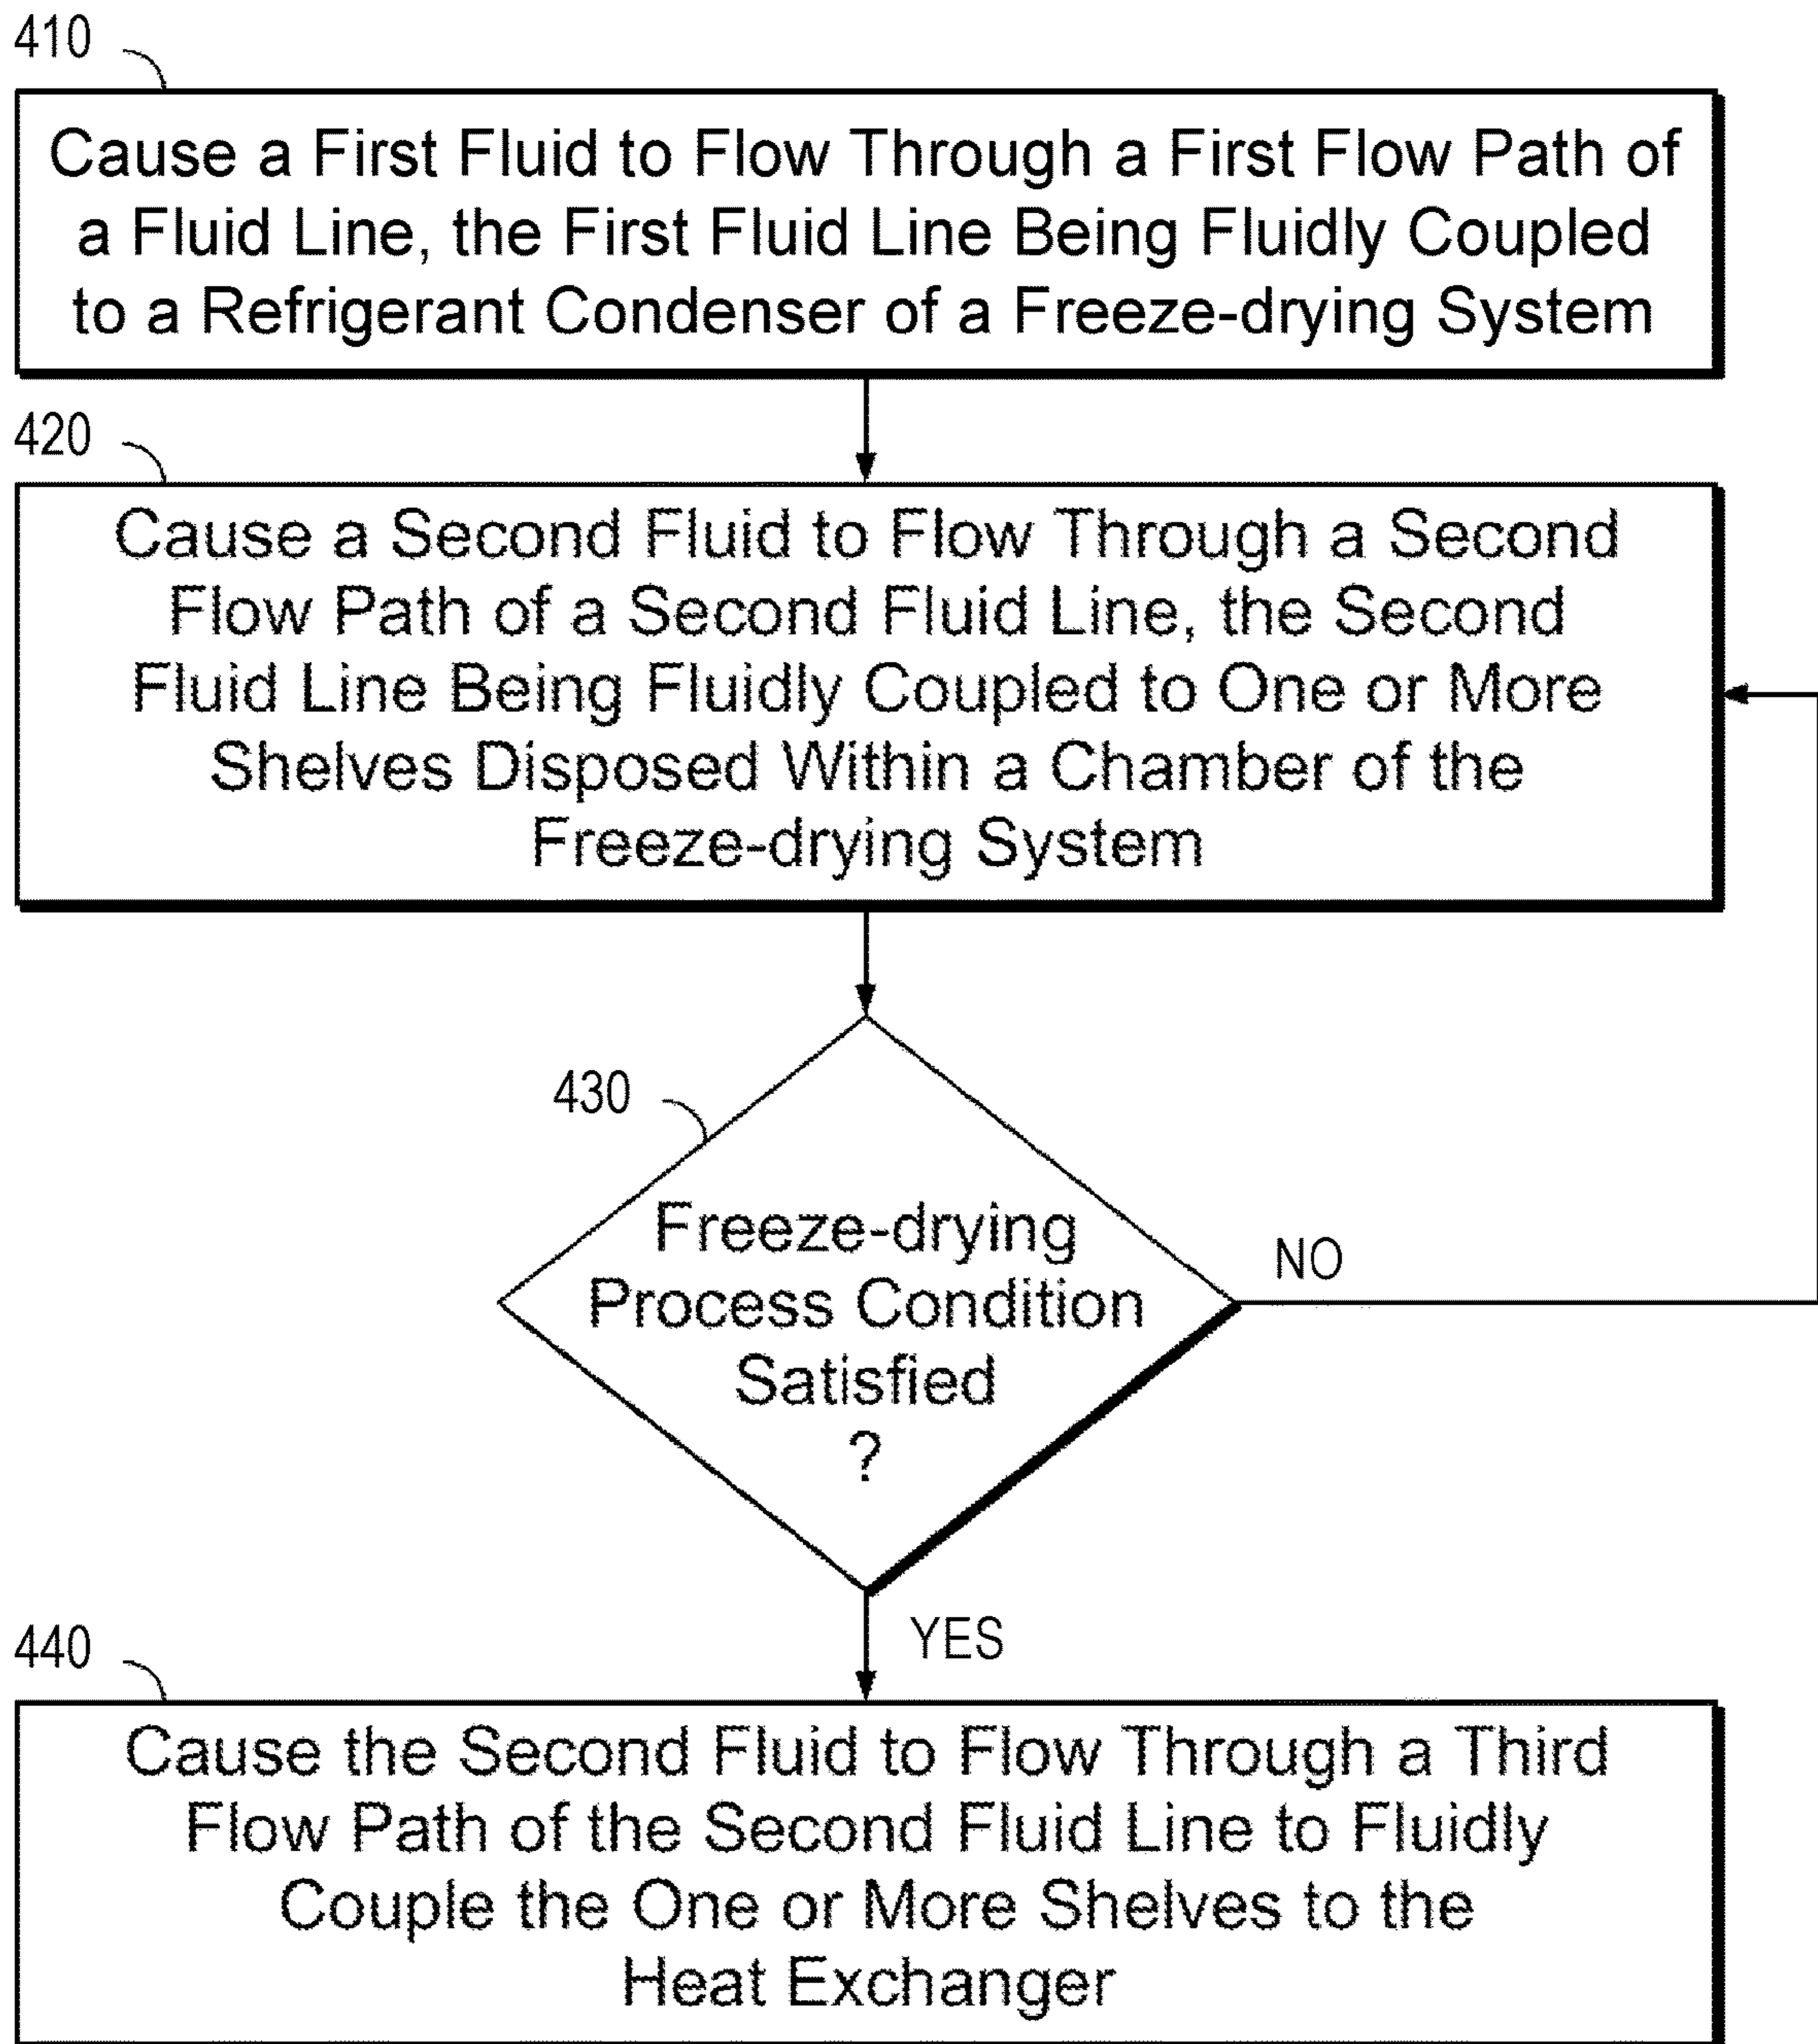 410
Cause a First Fluid to Flow Through a First Flow Path of
a Fluid Line, the First Fluid Line Being Fluidly Coupled
to a Refrigerant Condenser of a Freeze-drying System
420
Cause a Second Fluid to Flow Through a Second
Flow Path of a Second Fluid Line, the Second
Fluid Line Being Fluidly Coupled to One or More
Shelves Disposed Within a Chamber of the
Freeze-drying System
430
Freeze-drying
Process Condition
Satisfied
?
NO
YES
440
Cause the Second Fluid to Flow Through a Third
Flow Path of the Second Fluid Line to Fluidly
Couple the One or More Shelves to the
Heat Exchanger